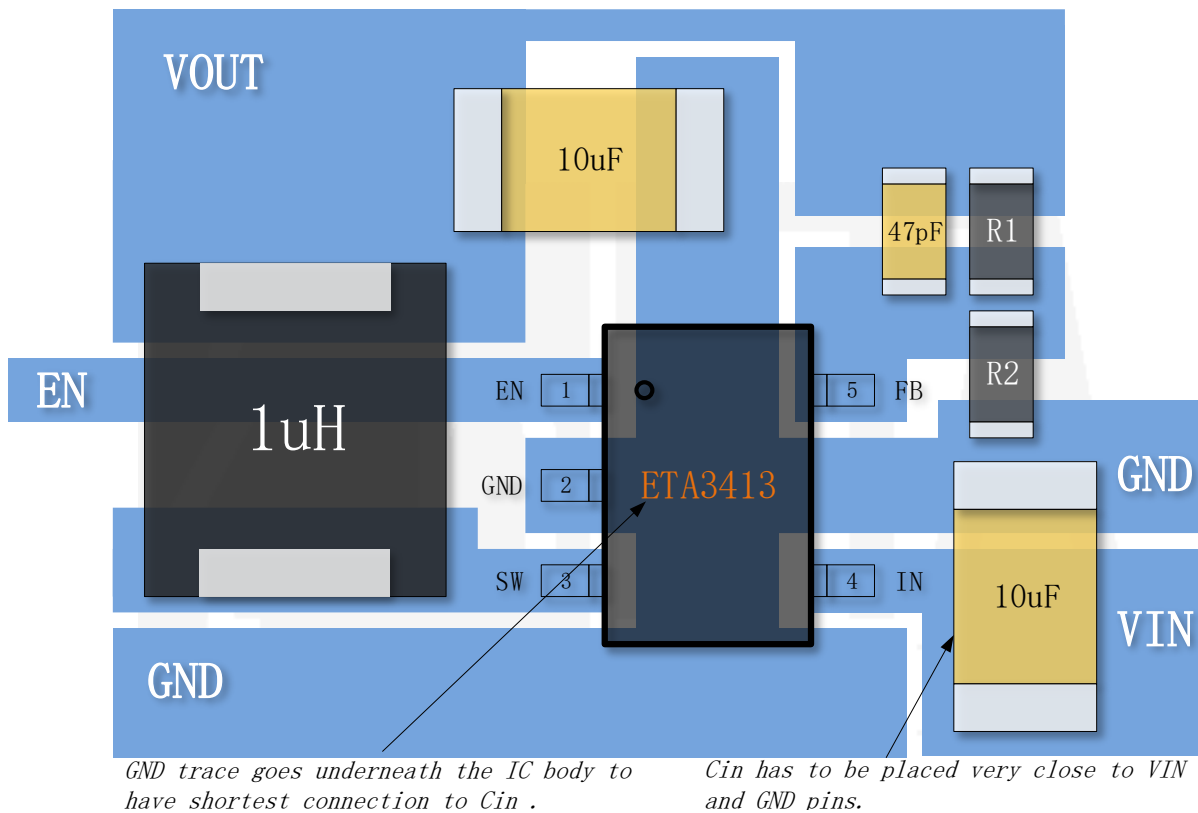 VOUT
10uF
47pF
R1
R2
EN
1uH
EN
1
5
FB
GND
2
ETA3413
GND
SW
3
4
IN
10uF
VIN
GND
GND trace goes underneath the IC body to
have shortest connection to Cin .
Cin has to be placed very close to VIN
and GND pins.